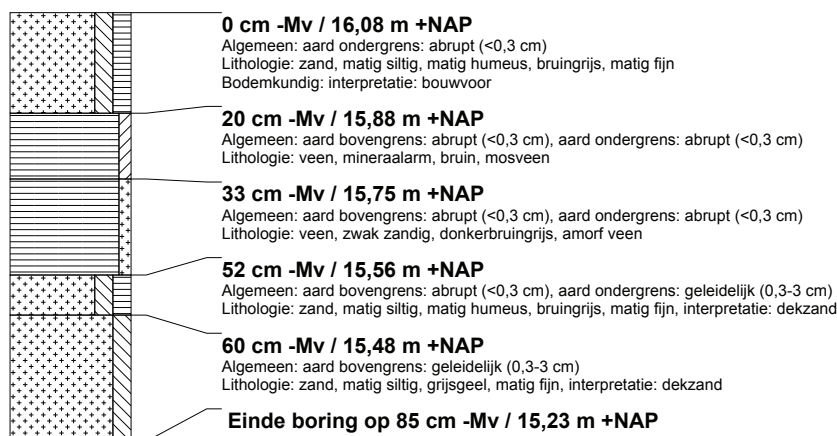 0 cm -Mv / 16,08 m +NAP
Algemeen: aard ondergrens: abrupt (<0,3 cm)
Lithologie: zand, matig siltig, matig humeus, bruingrijs, matig fijn
Bodemkundig: interpretatie: bouwvoor
20 cm -Mv / 15,88 m +NAP
Algemeen: aard bovengrens: abrupt (<0,3 cm), aard ondergrens: abrupt (<0,3 cm)
Lithologie: veen, mineraalarm, bruin, mosveen
33 cm -Mv / 15,75 m +NAP
Algemeen: aard bovengrens: abrupt (<0,3 cm), aard ondergrens: abrupt (<0,3 cm)
Lithologie: veen, zwak zandig, donkerbruingrijs, amorf veen
52 cm -Mv / 15,56 m +NAP
Algemeen: aard bovengrens: abrupt (<0,3 cm), aard ondergrens: geleidelijk (0,3-3 cm)
Lithologie: zand, matig siltig, matig humeus, bruingrijs, matig fijn, interpretatie: dekzand
60 cm -Mv / 15,48 m +NAP
Algemeen: aard bovengrens: geleidelijk (0,3-3 cm)
Lithologie: zand, matig siltig, grijsgeel, matig fijn, interpretatie: dekzand
Einde boring op 85 cm -Mv / 15,23 m +NAP